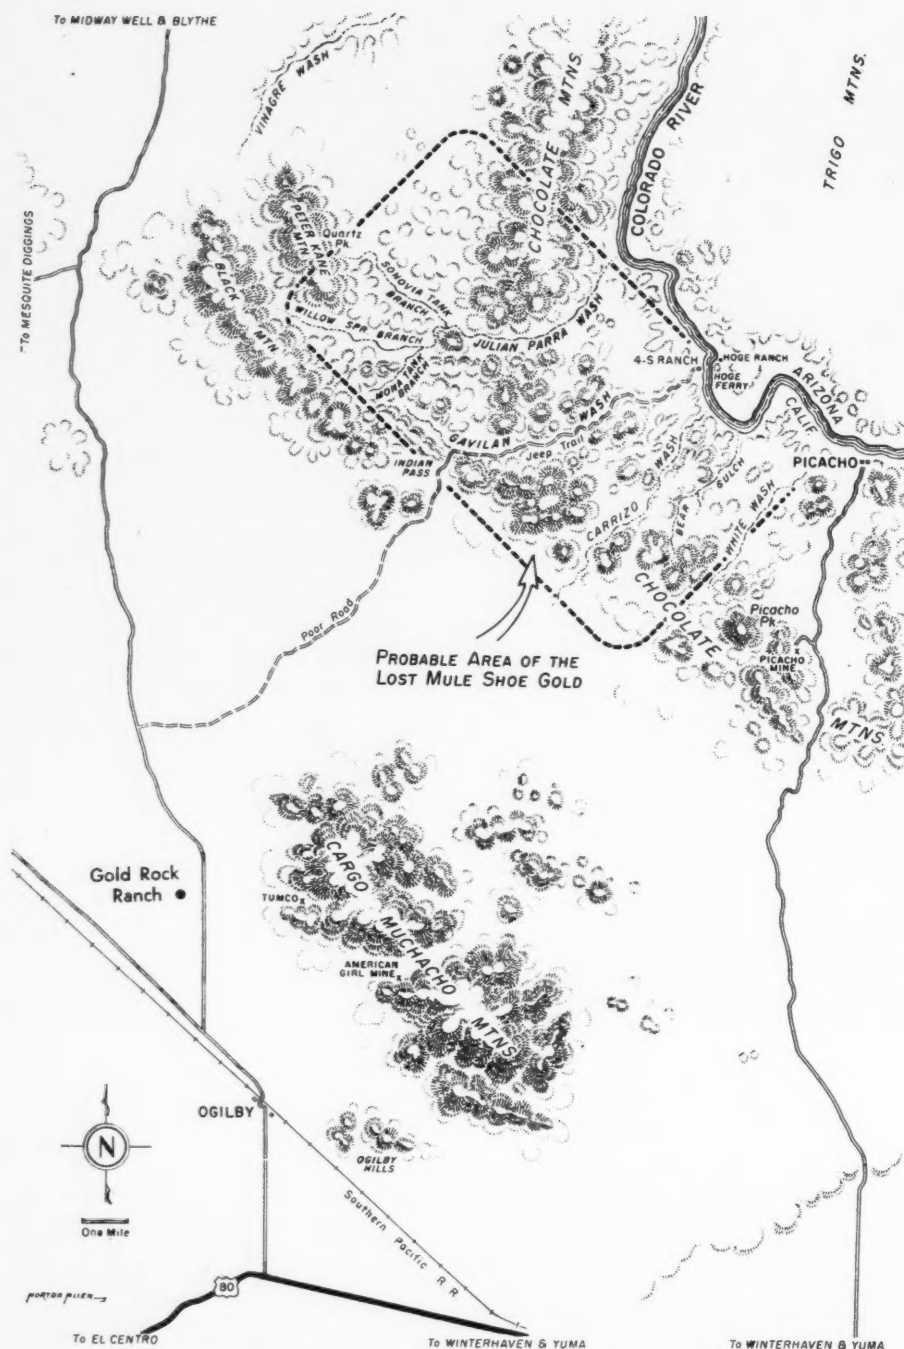 To MIDWAY WELL & BLYTHE
VINAGRE WASH
CHOCOLATE MTNS.
COLORADO RIVER
TRIGO MTNS.
To MESQUITE DIGGINGS
PETER KANE
MTN
Quartz
Pk.
BLACK MTN
SONOVIA TANK
BRANCH
WILLOW SPR BRANCH
JULIAN PARRA WASH
MONA TANK
BRANCH
4-S RANCH
HOGE RANCH
HOGE
FERRY
ARIZONA
CALIF
GAVILAN WASH
Jeep Trail
INDIAN
PASS
PICACHO
CARRIZO WASH
BEAR GULCH
WHITE WASH
CHOCOLATE
MTNS.
Picacho
Pk
PICACHO
MINE
Poor Road
PROBABLE AREA OF THE
LOST MULE SHOE GOLD
Gold Rock
Ranch
CARGO
MUCHACHO
MTNS
TUMCO
AMERICAN
GIRL MINE
OGILBY
OGILBY
HILLS
N
One Mile
Southern Pacific R.R.
80
NORTON ALLEN
To EL CENTRO
To WINTERHAVEN & YUMA
To WINTERHAVEN & YUMA